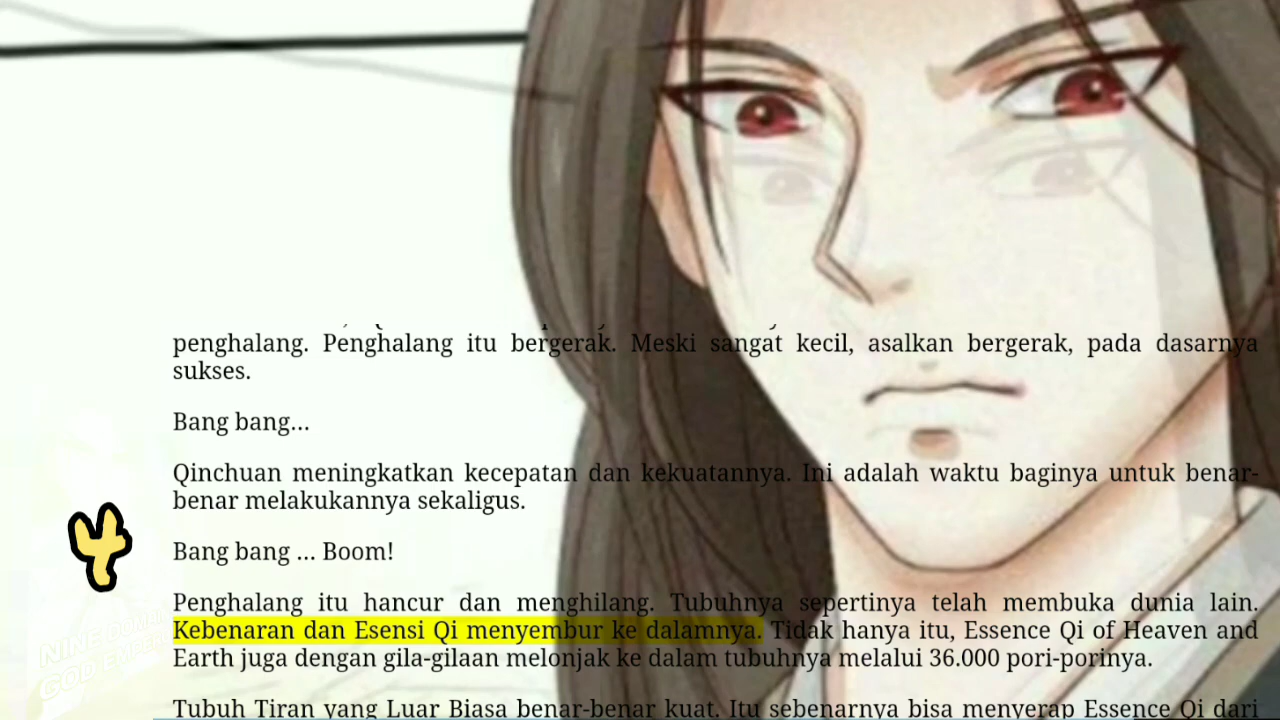 penghalang. Penghalang itu bergerak. Meski sangat kecil, asalkan bergerak, pada dasarnya
sukses.
Bang bang...
Qinchuan meningkatkan kecepatan dan kekuatannya. Ini adalah waktu baginya untuk benar-
benar melakukannya sekaligus.
Bang bang ... Boom!
Penghalang itu hancur dan menghilang. Tubuhnya sepertinya telah membuka dunia lain.
Kebenaran dan Esensi Qi menyembur ke dalamnya. Tidak hanya itu, Essence Qi of Heaven and
Earth juga dengan gila-gilaan melonjak ke dalam tubuhnya melalui 36.000 pori-porinya.
Tubuh Tiran yang Luar Biasa benar-benar kuat. Itu sebenarnya bisa menyerap Essence Qi dari